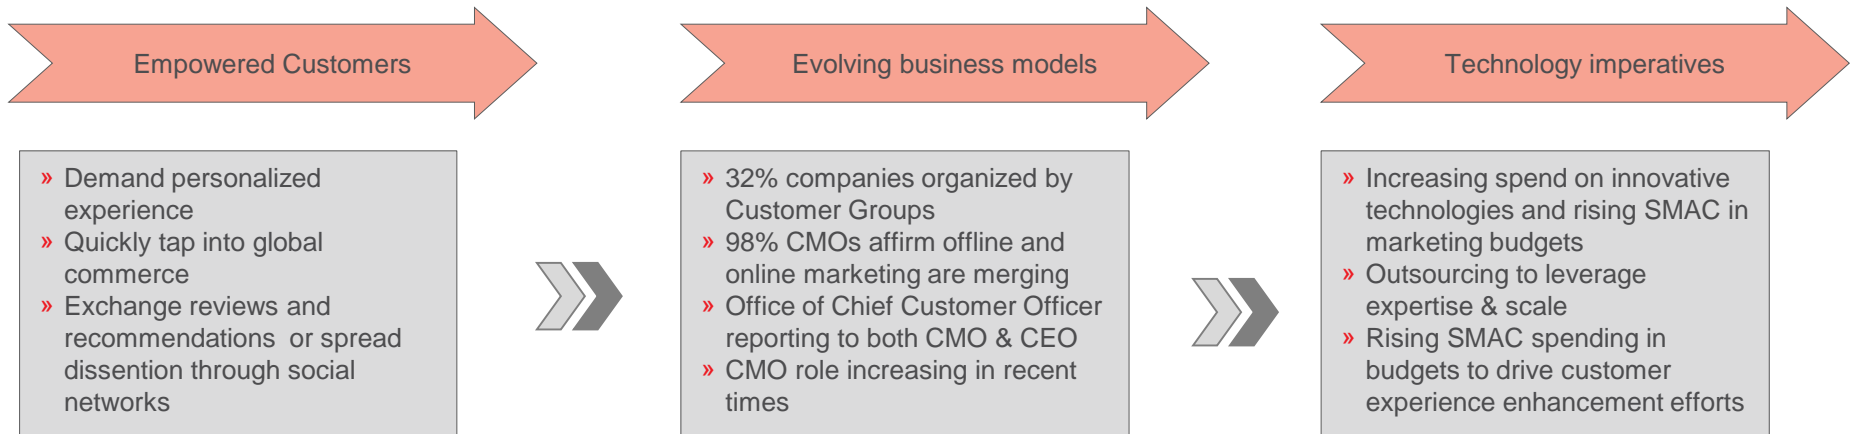 Empowered Customers
» Demand personalized
experience
» Quickly tap into global
commerce
» Exchange reviews and
recommendations or spread
dissention through social
networks
Evolving business models
» 32% companies organized by
Customer Groups
» 98% CMOs affirm offline and
online marketing are merging
» Office of Chief Customer Officer
reporting to both CMO & CEO
» CMO role increasing in recent
times
Technology imperatives
» Increasing spend on innovative
technologies and rising SMAC in
marketing budgets
» Outsourcing to leverage
expertise & scale
» Rising SMAC spending in
budgets to drive customer
experience enhancement efforts